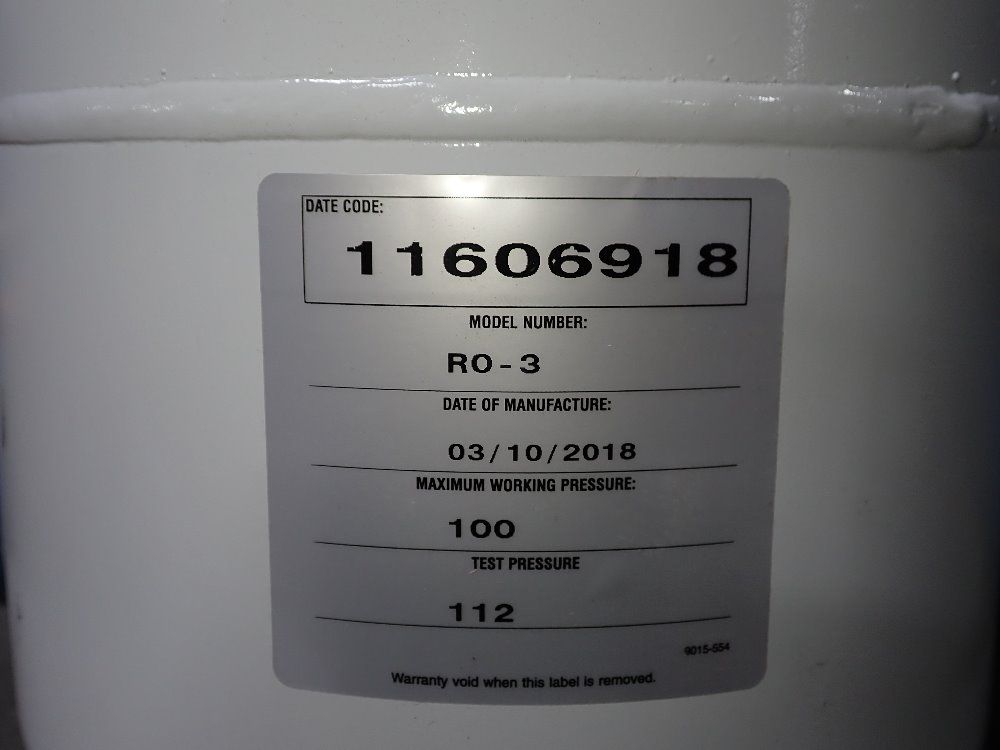 DATE CODE:
11606918
MODEL NUMBER:
RO-3
DATE OF MANUFACTURE:
03/10/2018
MAXIMUM WORKING PRESSURE:
100
TEST PRESSURE
112
9015-554
Warranty void when this label is removed.